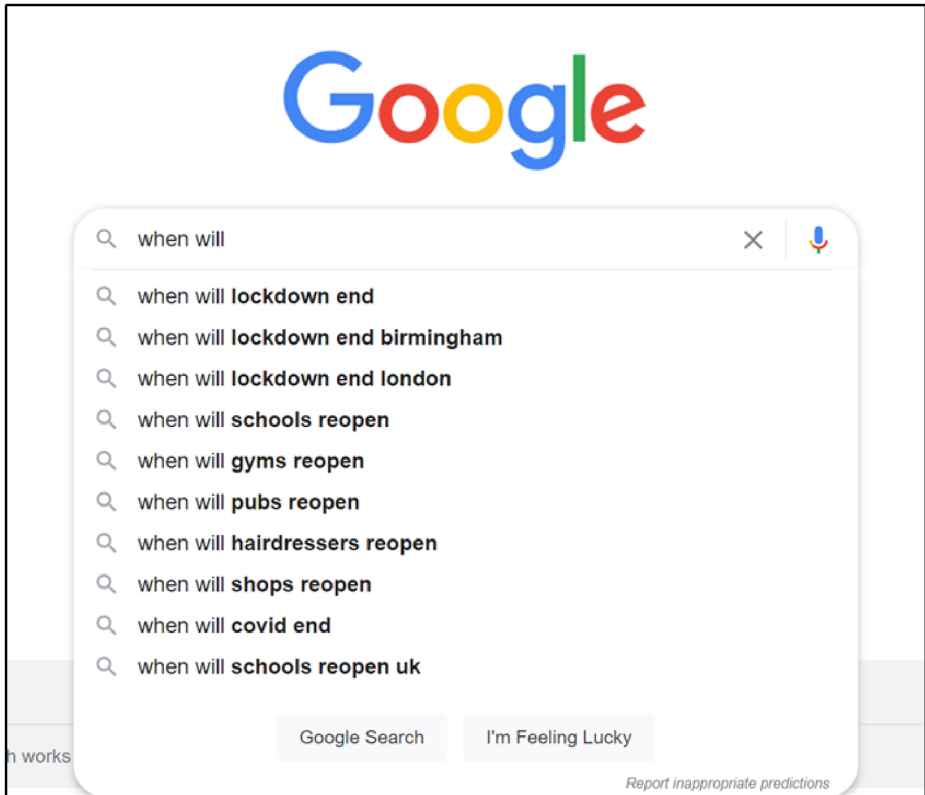 Google
when will
when will lockdown end
when will lockdown end birmingham
when will lockdown end london
when will schools reopen
when will gyms reopen
when will pubs reopen
when will hairdressers reopen
when will shops reopen
when will covid end
when will schools reopen uk
Google Search I'm Feeling Lucky
h works
Report inappropriate predictions